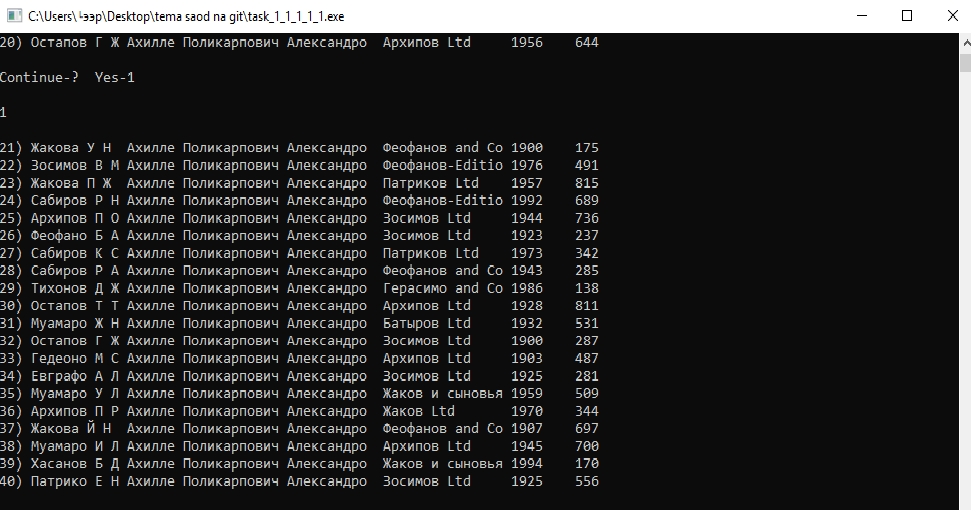 C:\Users\Чээр\Desktop\tema saod na git\task_1_1_1_1_1.exe
20) Остапов Г Ж Ахилле Поликарпович Александро Архипов Ltd 1956 644
Continue-? Yes-1
1
21) Жакова У Н Ахилле Поликарпович Александро Феофанов and Co 1900 175
22) Зосимов В М Ахилле Поликарпович Александро Феофанов-Editio 1976 491
23) Жакова П Ж Ахилле Поликарпович Александро Патриков Ltd 1957 815
24) Сабиров Р Н Ахилле Поликарпович Александро Феофанов-Editio 1992 689
25) Архипов П О Ахилле Поликарпович Александро Зосимов Ltd 1944 736
26) Феофано Б А Ахилле Поликарпович Александро Зосимов Ltd 1923 237
27) Сабиров К С Ахилле Поликарпович Александро Патриков Ltd 1973 342
28) Сабиров Р А Ахилле Поликарпович Александро Феофанов and Co 1943 285
29) Тихонов Д Ж Ахилле Поликарпович Александро Герасимо and Co 1986 138
30) Остапов Т Т Ахилле Поликарпович Александро Архипов Ltd 1928 811
31) Муамаро Ж Н Ахилле Поликарпович Александро Батыров Ltd 1932 531
32) Остапов Г Ж Ахилле Поликарпович Александро Зосимов Ltd 1900 287
33) Гедеоно М С Ахилле Поликарпович Александро Архипов Ltd 1903 487
34) Евграфо А Л Ахилле Поликарпович Александро Зосимов Ltd 1925 281
35) Муамаро У Л Ахилле Поликарпович Александро Жаков и сыновья 1959 509
36) Архипов П Р Ахилле Поликарпович Александро Жаков Ltd 1970 344
37) Жакова Й Н Ахилле Поликарпович Александро Феофанов and Co 1907 697
38) Муамаро И Л Ахилле Поликарпович Александро Архипов Ltd 1945 700
39) Хасанов Б Д Ахилле Поликарпович Александро Жаков и сыновья 1994 170
40) Патрико Е Н Ахилле Поликарпович Александро Зосимов Ltd 1925 556